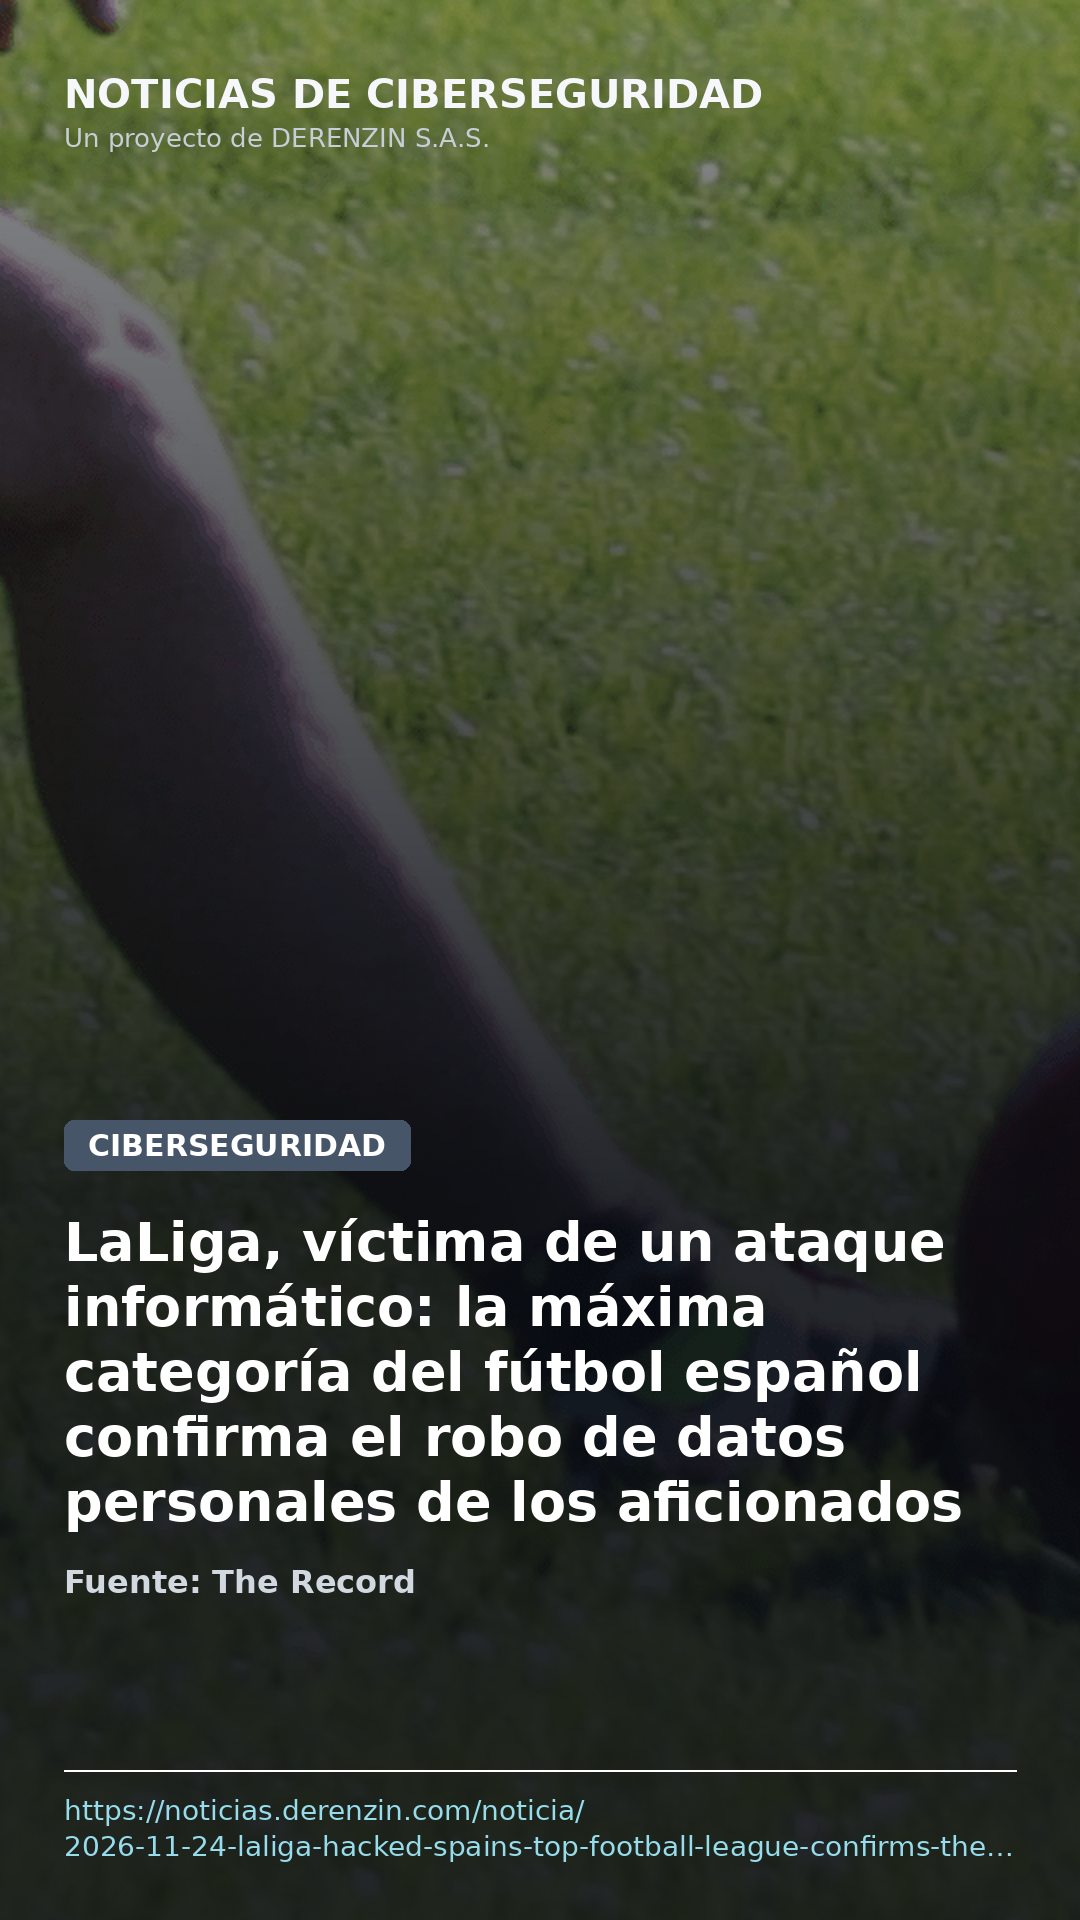 NOTICIAS DE CIBERSEGURIDAD
Un proyecto de DERENZIN S.A.S.
CIBERSEGURIDAD
LaLiga, víctima de un ataque
informático: la máxima
categoría del fútbol español
confirma el robo de datos
personales de los aficionados
Fuente: The Record
https://noticias.derenzin.com/noticia/
2026-11-24-laliga-hacked-spains-top-football-league-confirms-the...